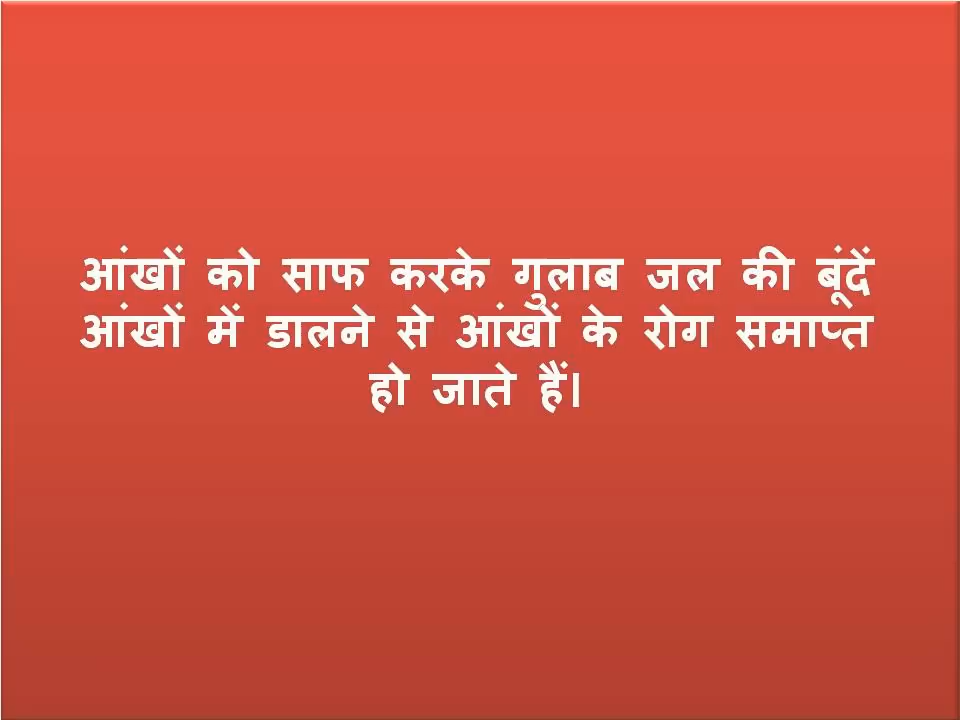 आंखों को साफ करके गुलाब जल की बूंदें
आंखों में डालने से आंखों के रोग समाप्त
हो जाते हैं।